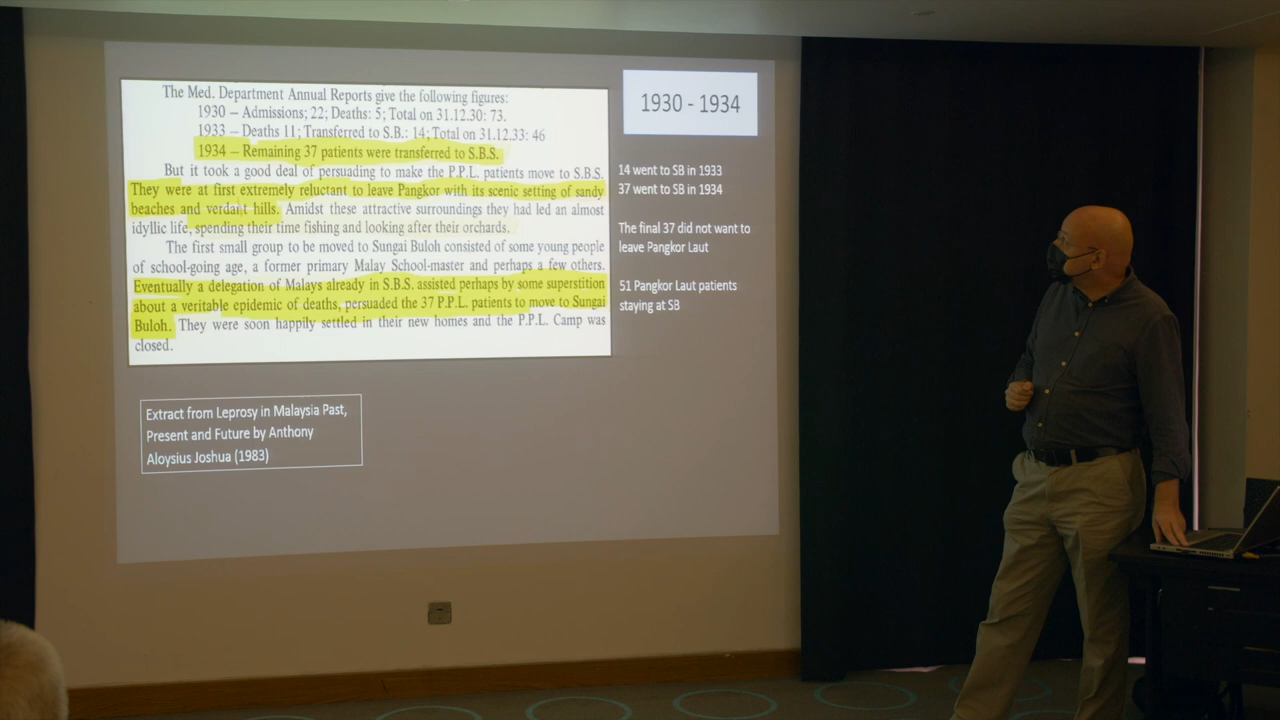 The Med. Department Annual Reports give the following figures:
1930 – Admissions; 22; Deaths: 5; Total on 31.12.30: 73.
1933 – Deaths 11; Transferred to S.B.: 14; Total on 31.12.33: 46
1934 – Remaining 37 patients were transferred to S.B.S.
But it took a good deal of persuading to make the P.P.L. patients move to S.B.S.
They were at first extremely reluctant to leave Pangkor with its scenic setting of sandy
beaches and verdant hills. Amidst these attractive surroundings they had led an almost
idyllic life, spending their time fishing and looking after their orchards.
The first small group to be moved to Sungai Buloh consisted of some young people
of school-going age, a former primary Malay School-master and perhaps a few others.
Eventually a delegation of Malays already in S.B.S. assisted perhaps by some superstition
about a veritable epidemic of deaths, persuaded the 37 P.P.L. patients to move to Sungai
Buloh. They were soon happily settled in their new homes and the P.P.L. Camp was
closed.
Extract from Leprosy in Malaysia Past,
Present and Future by Anthony
Aloysius Joshua (1983)
1930 - 1934
14 went to SB in 1933
37 went to SB in 1934
The final 37 did not want to
leave Pangkor Laut
51 Pangkor Laut patients
staying at SB